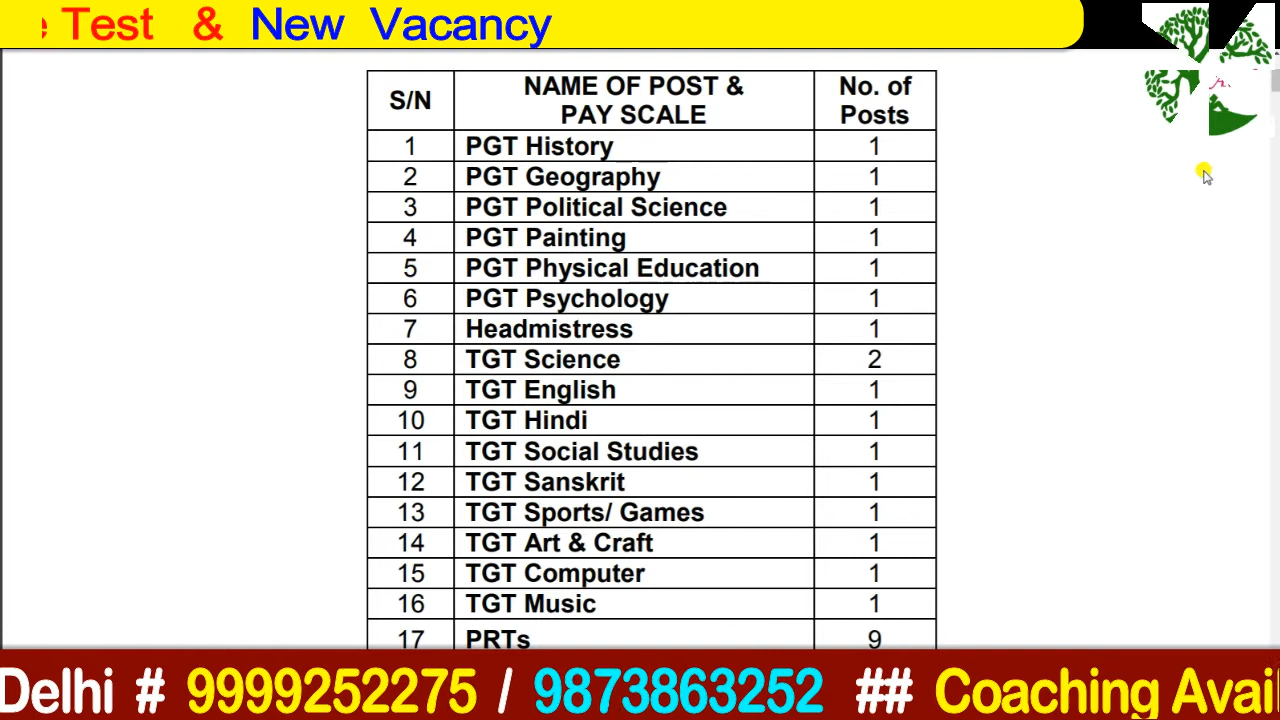 Test & New Vacancy
S/N NAME OF POST & PAY SCALE No. of Posts
1 PGT History 1
2 PGT Geography 1
3 PGT Political Science 1
4 PGT Painting 1
5 PGT Physical Education 1
6 PGT Psychology 1
7 Headmistress 1
8 TGT Science 2
9 TGT English 1
10 TGT Hindi 1
11 TGT Social Studies 1
12 TGT Sanskrit 1
13 TGT Sports/ Games 1
14 TGT Art & Craft 1
15 TGT Computer 1
16 TGT Music 1
17 PRTs 9
Delhi # 9999252275 / 9873863252 ## Coaching Avai